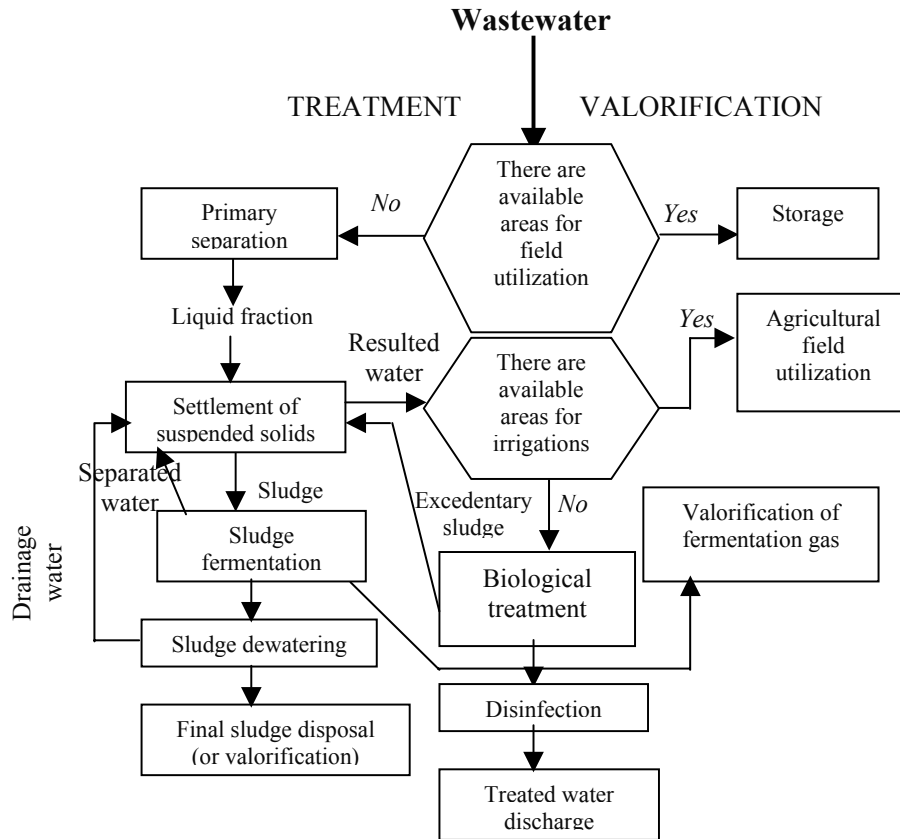 Wastewater
TREATMENT
VALORIFICATION
There are
available
areas for
field
utilization
No
Yes
Primary
separation
Storage
Liquid fraction
Resulted
water
Yes
Agricultural
field
utilization
There are
available
areas for
irrigations
Settlement of
suspended solids
Separated
water
Sludge
Excedentary
sludge
No
Drainage
water
Sludge
fermentation
Biological
treatment
Valorification of
fermentation gas
Sludge dewatering
Disinfection
Final sludge disposal
(or valorification)
Treated water
discharge